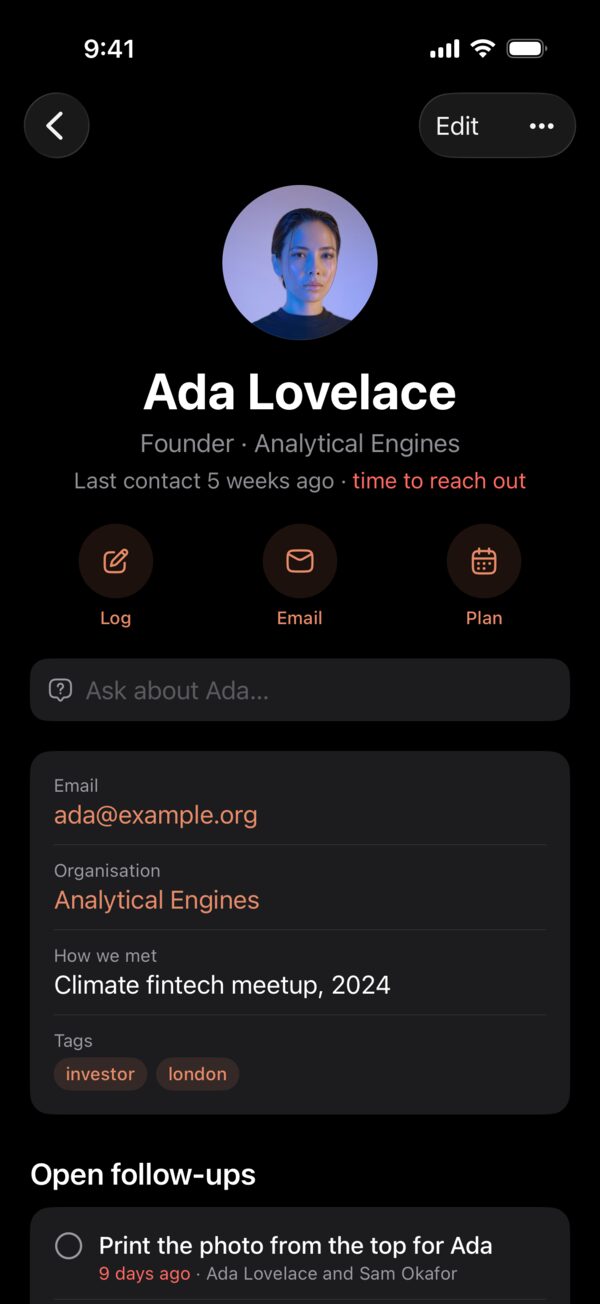 9:41
Edit
Ada Lovelace
Founder · Analytical Engines
Last contact 5 weeks ago · time to reach out
Log Email Plan
Ask about Ada...
Email
ada@example.org
Organisation
Analytical Engines
How we met
Climate fintech meetup, 2024
Tags
investor london
Open follow-ups
Print the photo from the top for Ada
9 days ago · Ada Lovelace and Sam Okafor